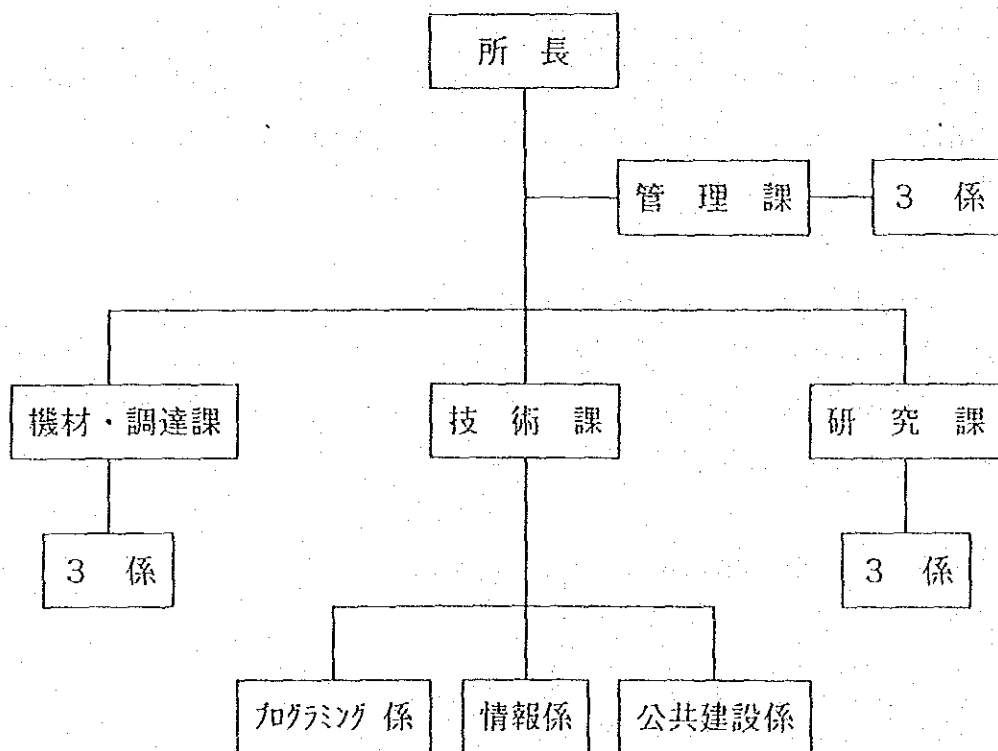 所長
管理課
3 係
機材・調達課
技術課
研究課
3 係
3 係
プログラミング 係
情報係
公共建設係